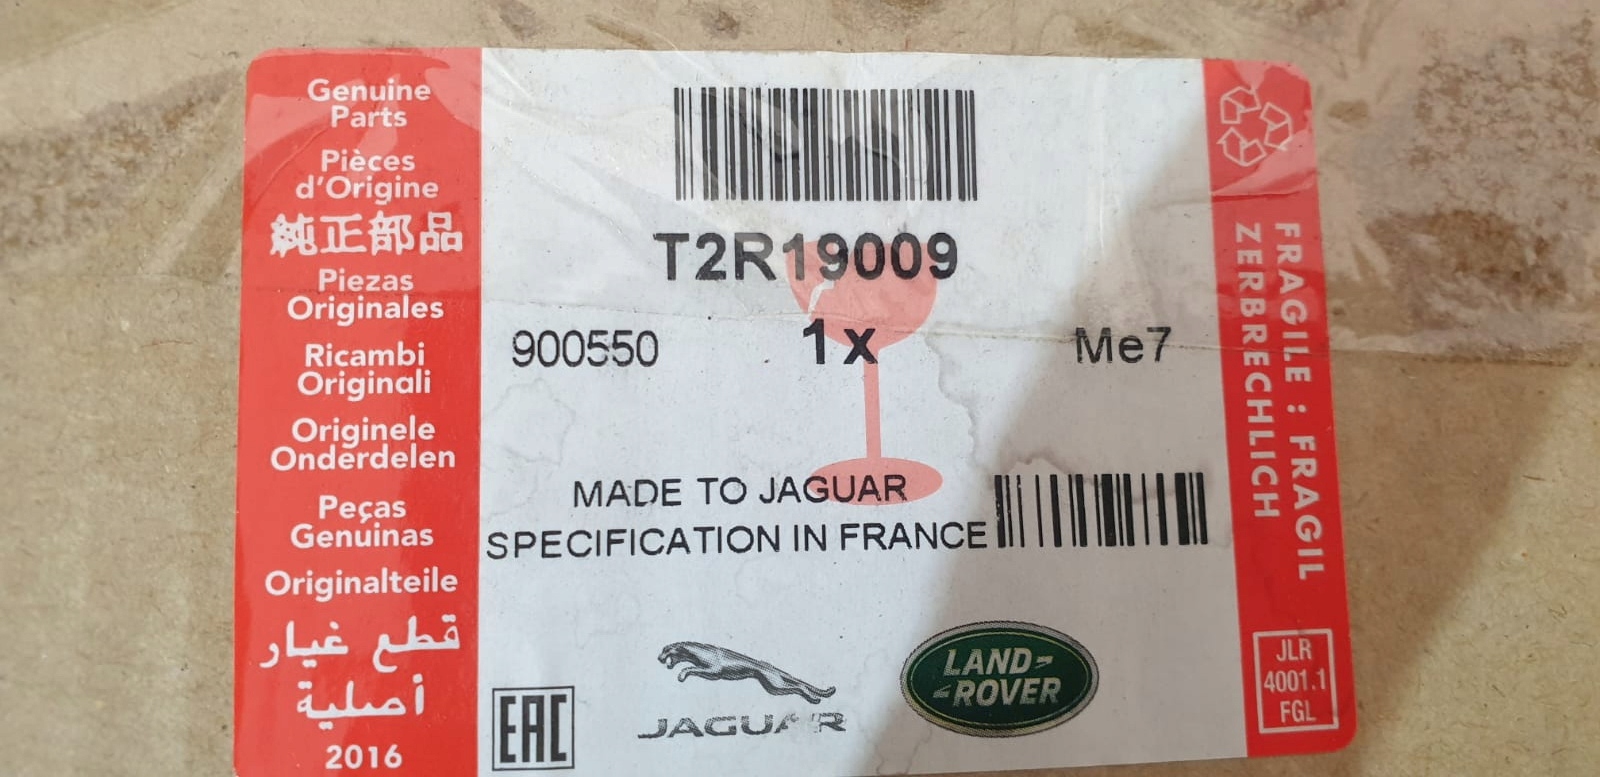 Genuine
Parts
Pièces
d'Origine
純正部品
Piezas
Originales
Ricambi
Originali
Originele
Onderdelen
Peças
Genuínas
Originalteile
قطع غيار
أصلية
2016
T2R19009
900550
1x
Me7
MADE TO JAGUAR
SPECIFICATION IN FRANCE
EAC
JAGUAR
LAND-
-ROVER
FRAGILE : FRAGIL
ZERBRECHLICH
JLR
4001.1
FGL